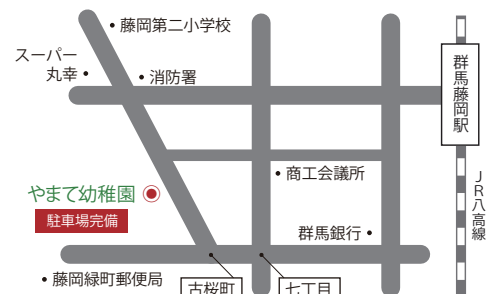 藤岡第二小学校
スーパー
丸幸
消防署
群馬藤岡駅
商工会議所
JR八高線
やまて幼稚園
駐車場完備
群馬銀行
藤岡緑町郵便局
古桜町
七丁目